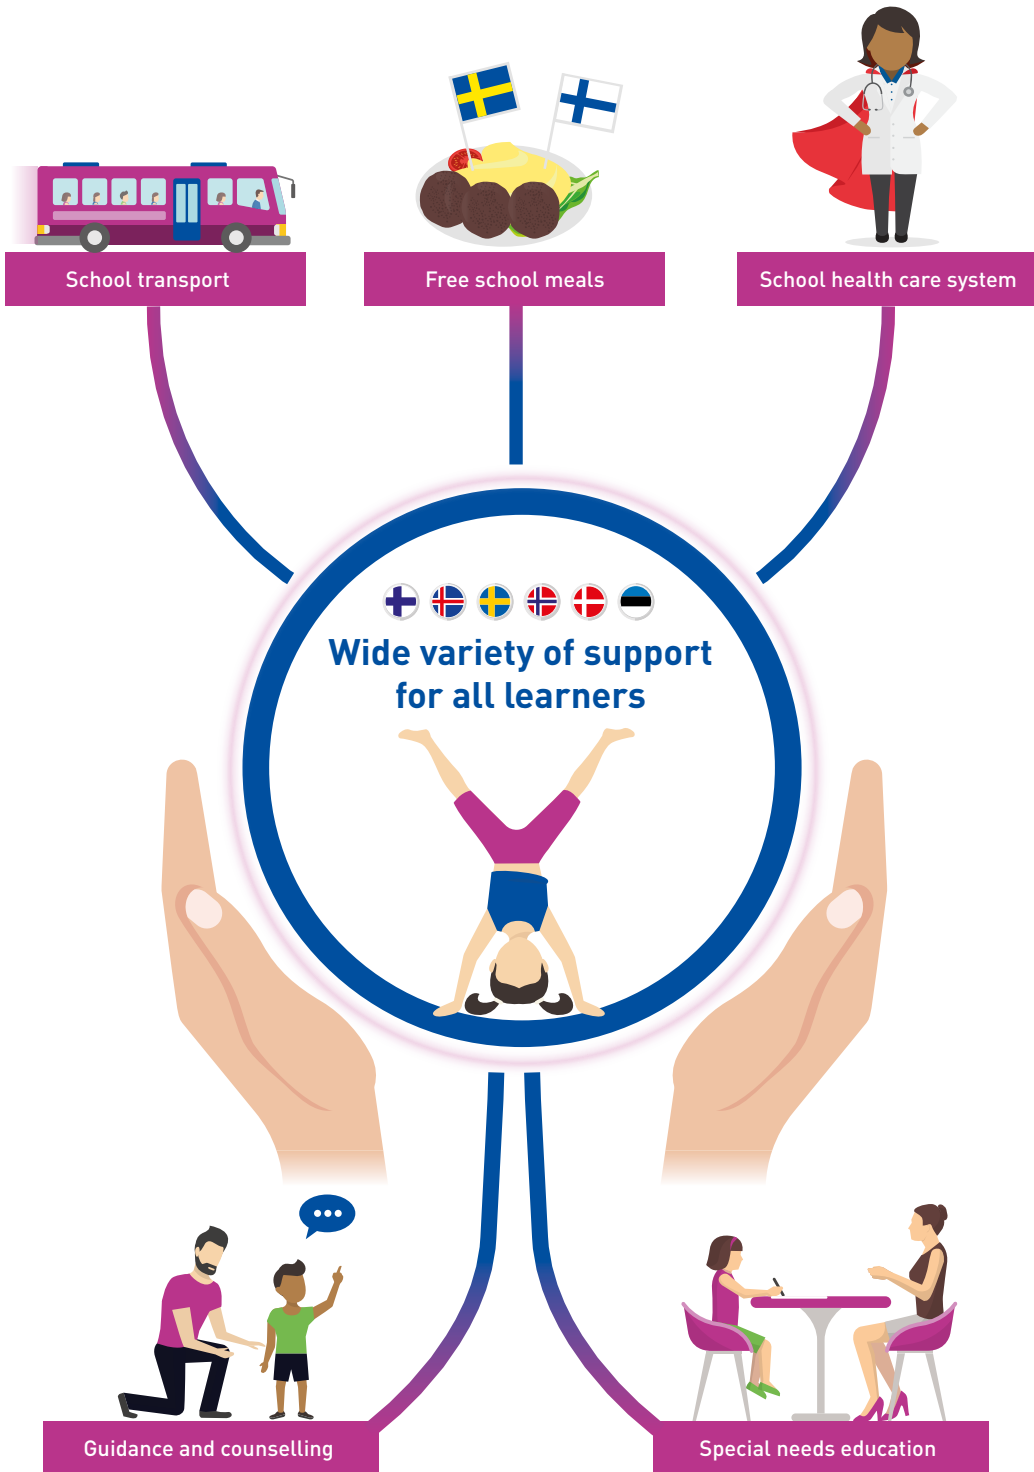 School transport
Free school meals
School health care system
Wide variety of support
for all learners
Guidance and counselling
Special needs education